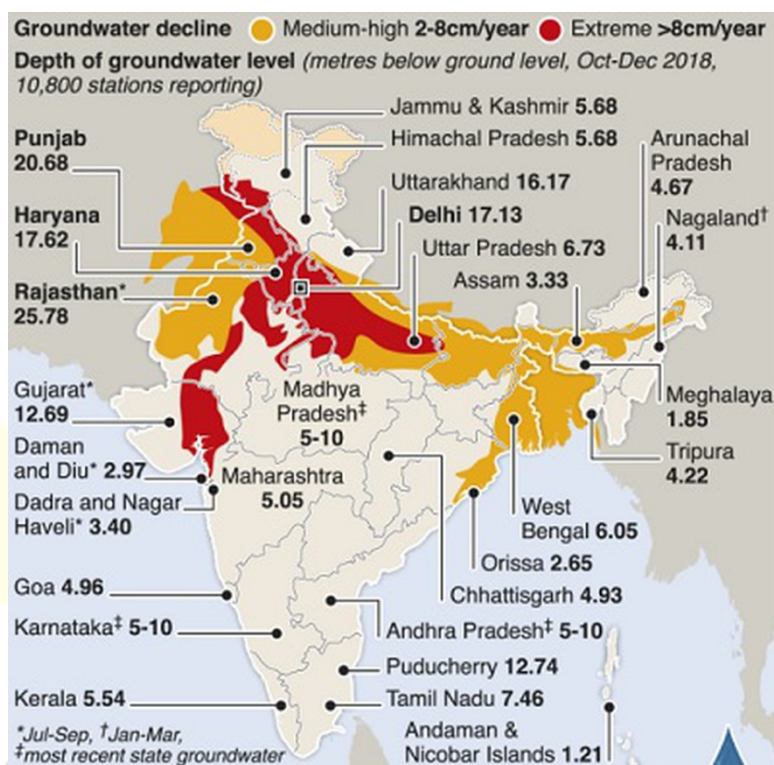 Groundwater decline Medium-high 2-8cm/year Extreme >8cm/year
Depth of groundwater level (metres below ground level, Oct-Dec 2018,
10,800 stations reporting)
Jammu & Kashmir 5.68
Himachal Pradesh 5.68
Arunachal
Pradesh
4.67
Punjab
20.68
Uttarakhand 16.17
Haryana
17.62
Delhi 17.13
Nagaland†
4.11
Uttar Pradesh 6.73
Assam 3.33
Rajasthan*
25.78
Gujarat*
12.69
Madhya
Pradesh‡
5-10
Meghalaya
1.85
Daman
and Diu* 2.97
Maharashtra
5.05
Tripura
4.22
Dadra and Nagar
Haveli* 3.40
West
Bengal 6.05
Orissa 2.65
Goa 4.96
Chhattisgarh 4.93
Karnataka‡ 5-10
Andhra Pradesh‡ 5-10
Puducherry 12.74
Kerala 5.54
Tamil Nadu 7.46
Andaman &
Nicobar Islands 1.21
*Jul-Sep, †Jan-Mar,
‡most recent state groundwater